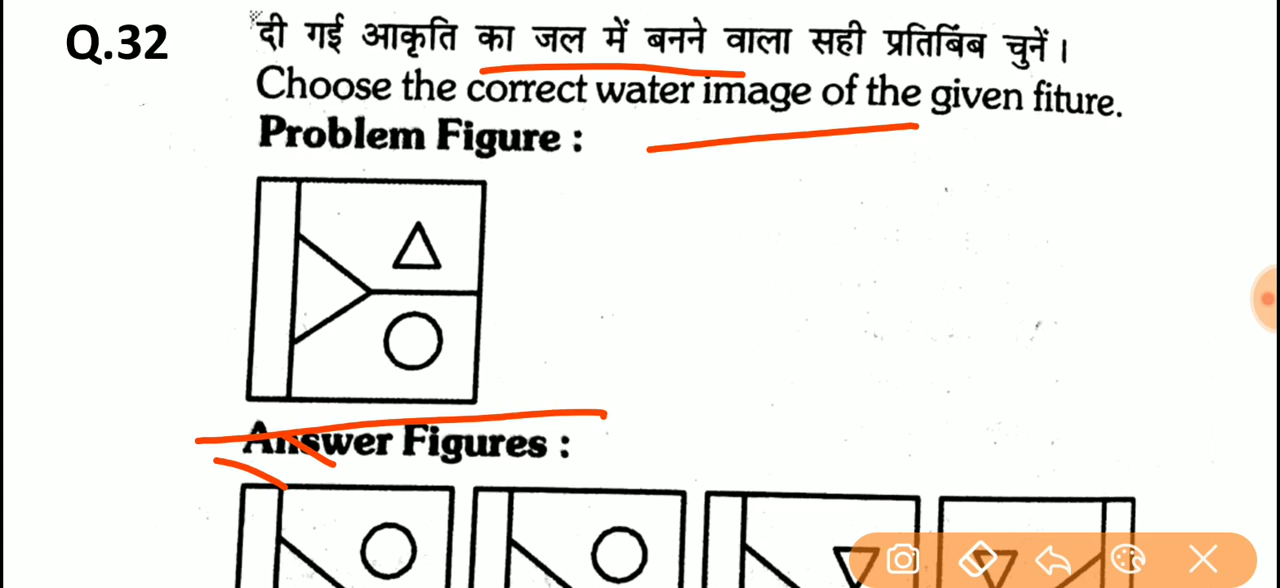 Q.32
दी गई आकृति का जल में बनने वाला सही प्रतिबिंब चुनें।
Choose the correct water image of the given fiture.
Problem Figure :
Answer Figures :